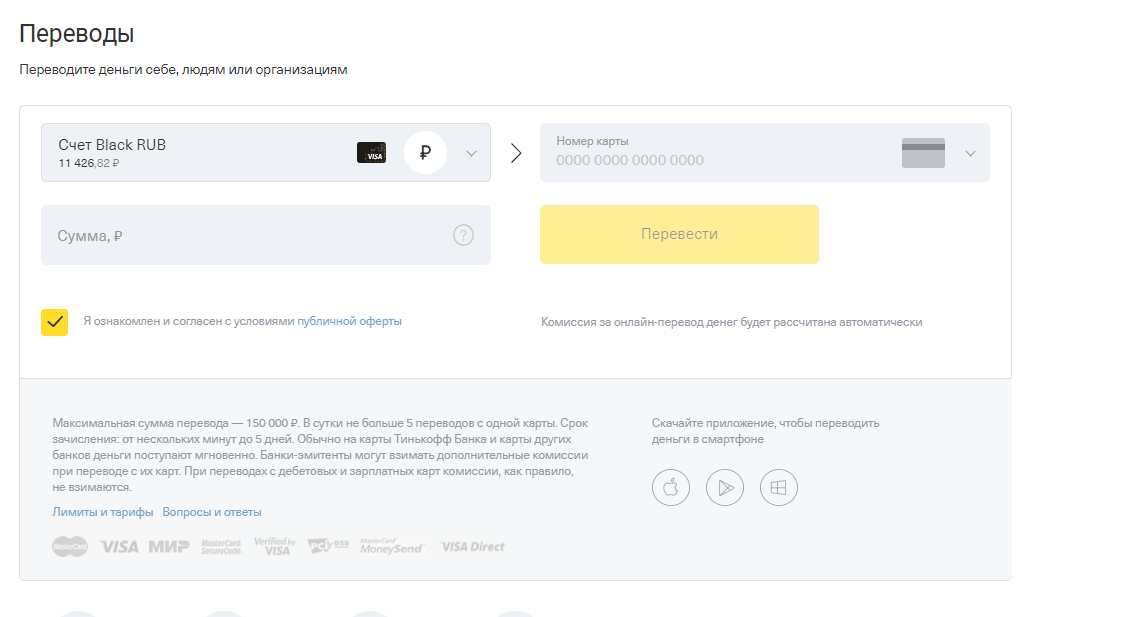 Переводы
Переводите деньги себе, людям или организациям
Счет Black RUB
11 426,82 ₽
VISA
₽
Номер карты
0000 0000 0000 0000
Сумма, ₽
?
Перевести
Я ознакомлен и согласен с условиями публичной оферты
Комиссия за онлайн-перевод денег будет рассчитана автоматически
Максимальная сумма перевода — 150 000 ₽. В сутки не больше 5 переводов с одной карты. Срок
зачисления: от нескольких минут до 5 дней. Обычно на карты Тинькофф Банка и карты других
банков деньги поступают мгновенно. Банки-эмитенты могут взимать дополнительные комиссии
при переводе с их карт. При переводах с дебетовых и зарплатных карт комиссии, как правило,
не взимаются.
Лимиты и тарифы Вопросы и ответы
Скачайте приложение, чтобы переводить
деньги в смартфоне
MasterCard VISA МИР MasterCard. SecureCode. Verified by VISA PCI DSS MasterCard MoneySend VISA Direct